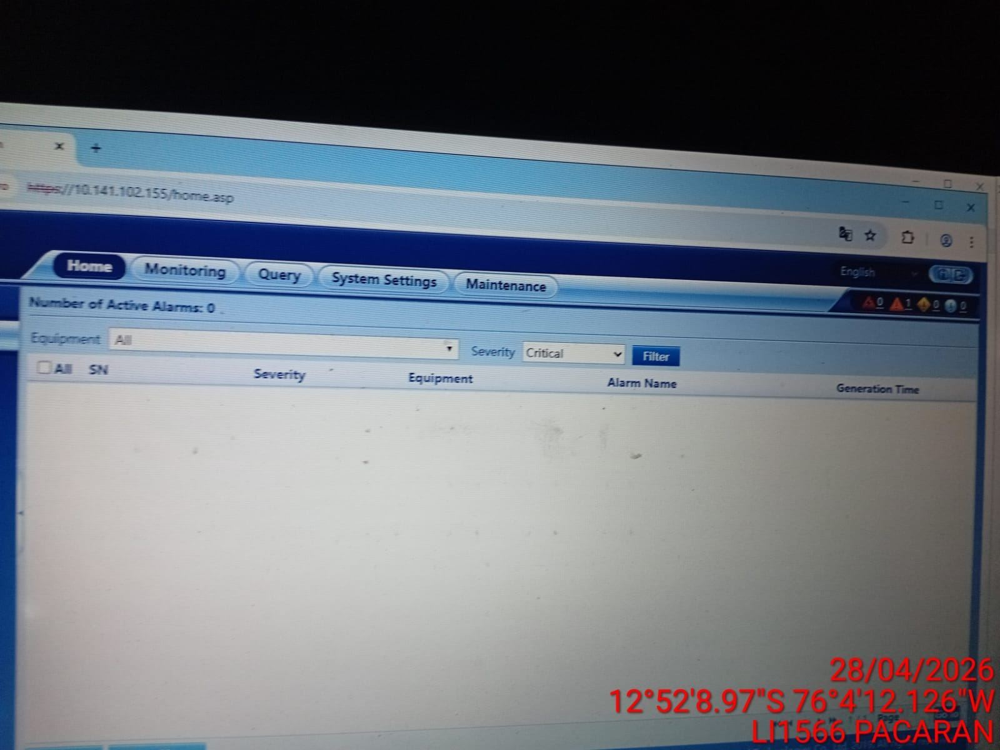 https://10.141.102.155/home.asp
English
Home Monitoring Query System Settings Maintenance
0 1 0 0
Number of Active Alarms: 0
Equipment All Severity Critical Filter
All SN Severity Equipment Alarm Name Generation Time
28/04/2026
12°52'8.97"S 76°4'12.126"W
Page
LI1566 PACARAN